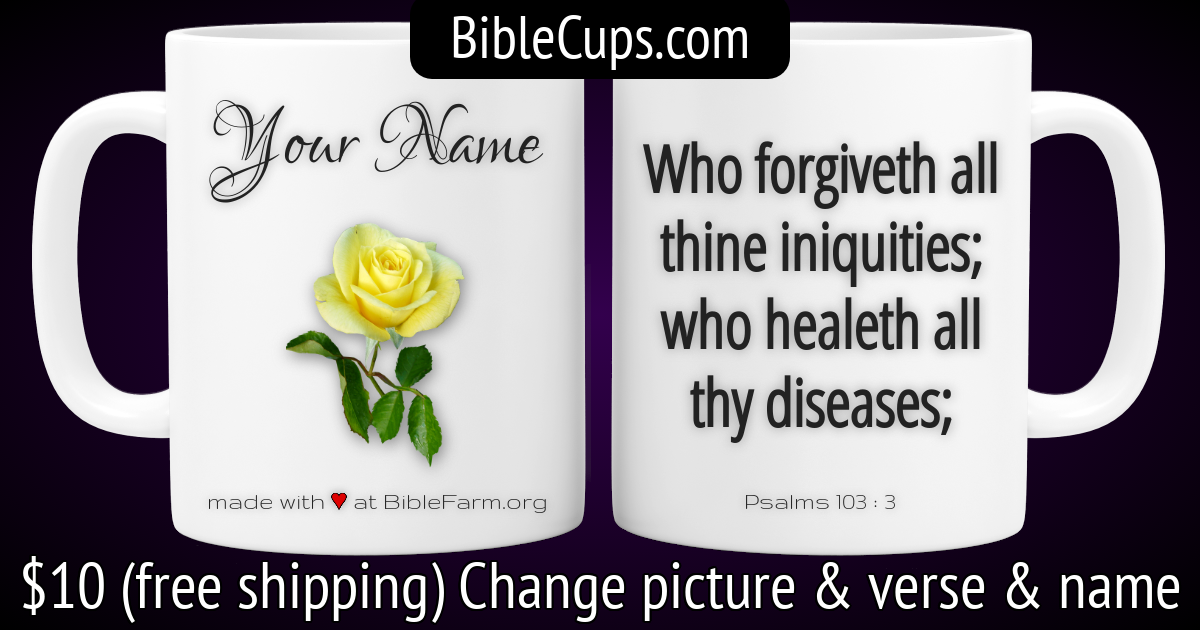 BibleCups.com
Your Name
made with ♥ at BibleFarm.org
Who forgiveth all
thine iniquities;
who healeth all
thy diseases;
Psalms 103 : 3
$10 (free shipping) Change picture & verse & name